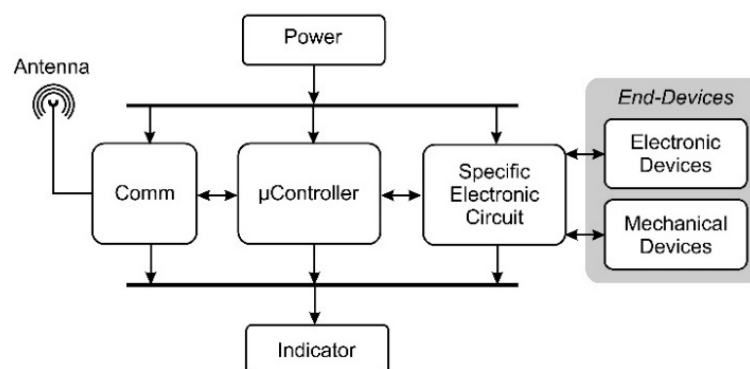 Power
Antenna
End-Devices
Comm
µController
Specific
Electronic
Circuit
Electronic
Devices
Mechanical
Devices
Indicator